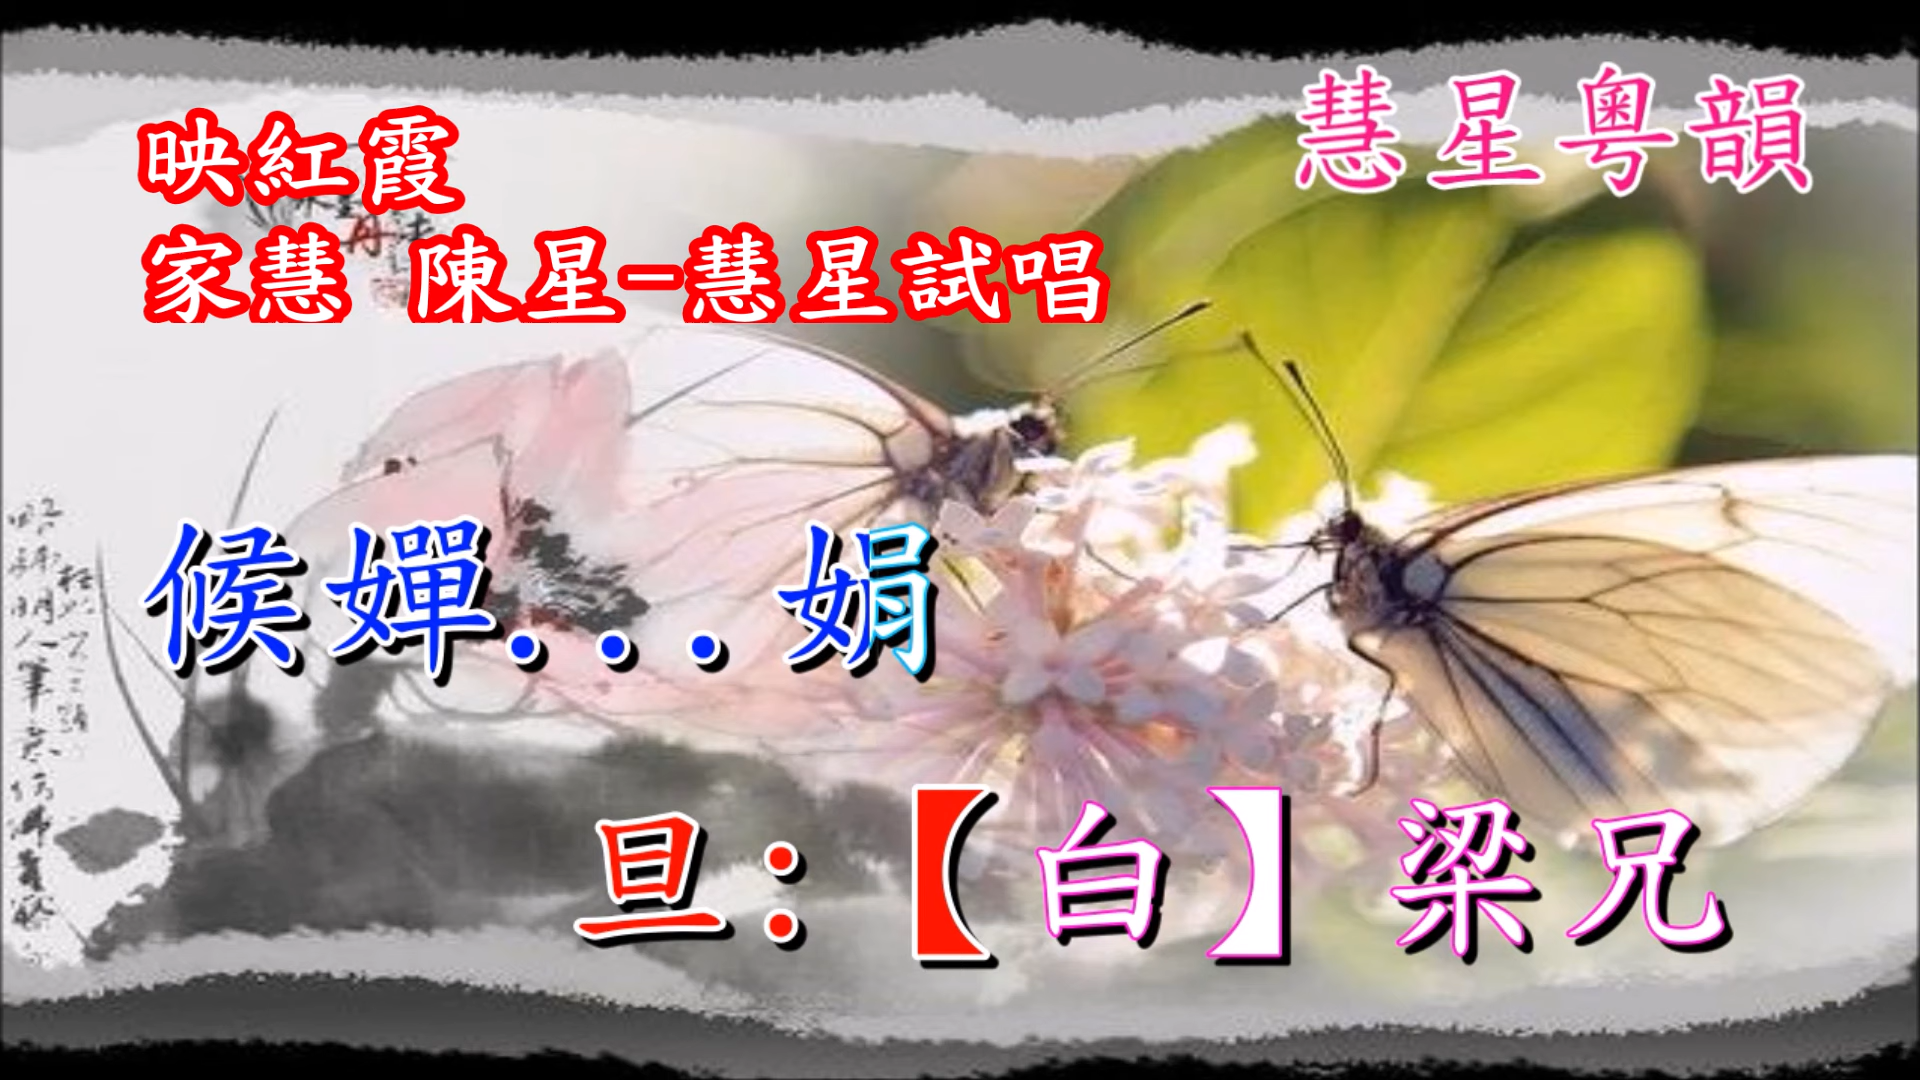 慧星粵韻
映紅霞
家慧 陳星-慧星試唱
候嬋...娟
旦:【白】梁兄